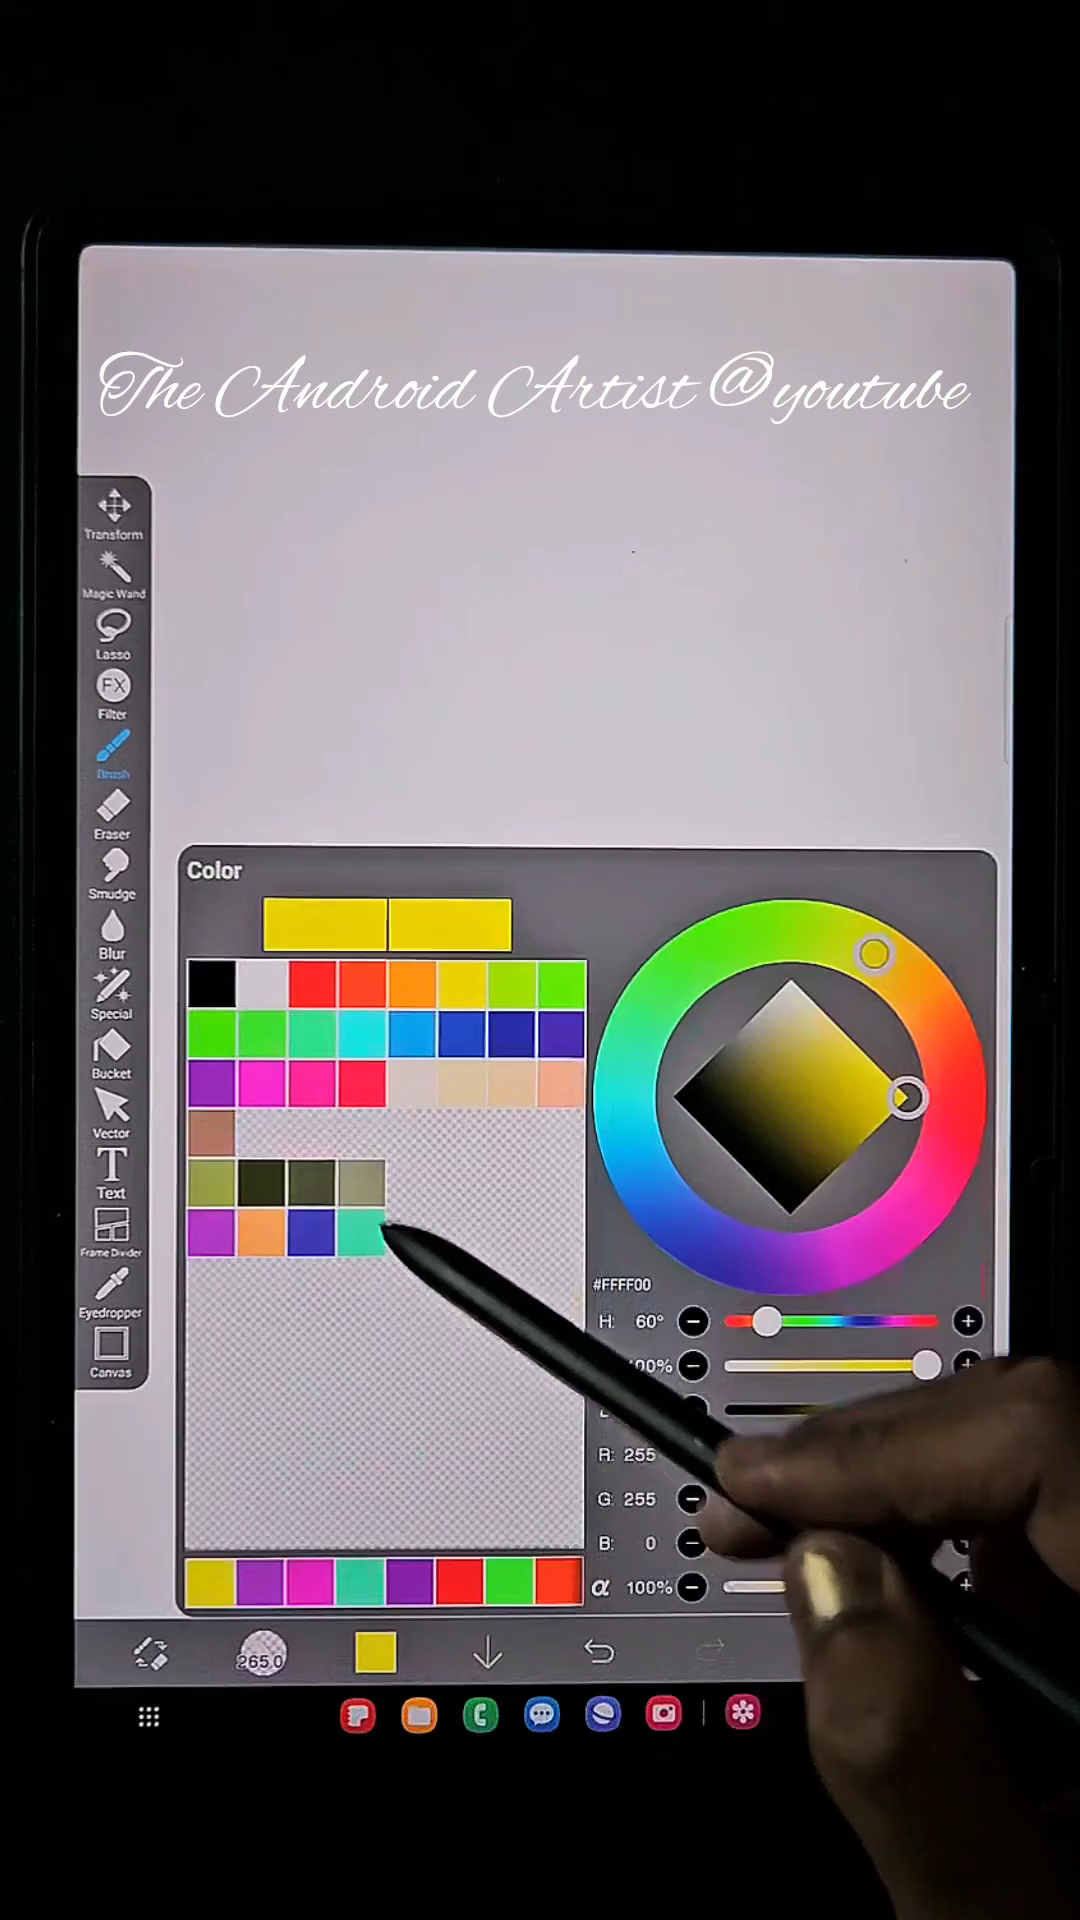 The Android Artist @youtube
Transform
Magic Wand
Lasso
FX
Filter
Brush
Eraser
Smudge
Blur
Special
Bucket
Vector
T
Text
Frame Divider
Eyedropper
Canvas
Color
#FFFF00
H: 60°
100%
R: 255
G: 255
B: 0
α 100%
265.0